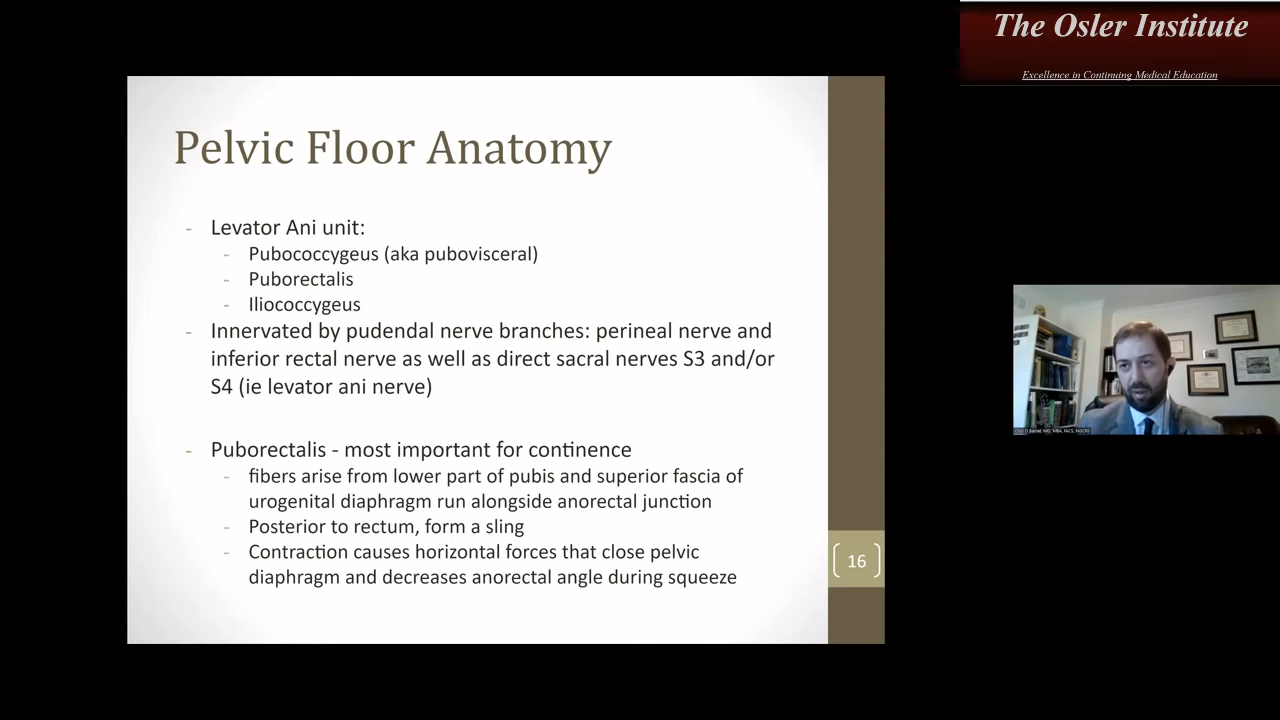 The Osler Institute
Excellence in Continuing Medical Education
Pelvic Floor Anatomy
- Levator Ani unit:
- Pubococcygeus (aka pubovisceral)
- Puborectalis
- Iliococcygeus
- Innervated by pudendal nerve branches: perineal nerve and
inferior rectal nerve as well as direct sacral nerves S3 and/or
S4 (ie levator ani nerve)
- Puborectalis - most important for continence
- fibers arise from lower part of pubis and superior fascia of
urogenital diaphragm run alongside anorectal junction
- Posterior to rectum, form a sling
- Contraction causes horizontal forces that close pelvic
diaphragm and decreases anorectal angle during squeeze
16
MD, MBA, FACS, FASCRS